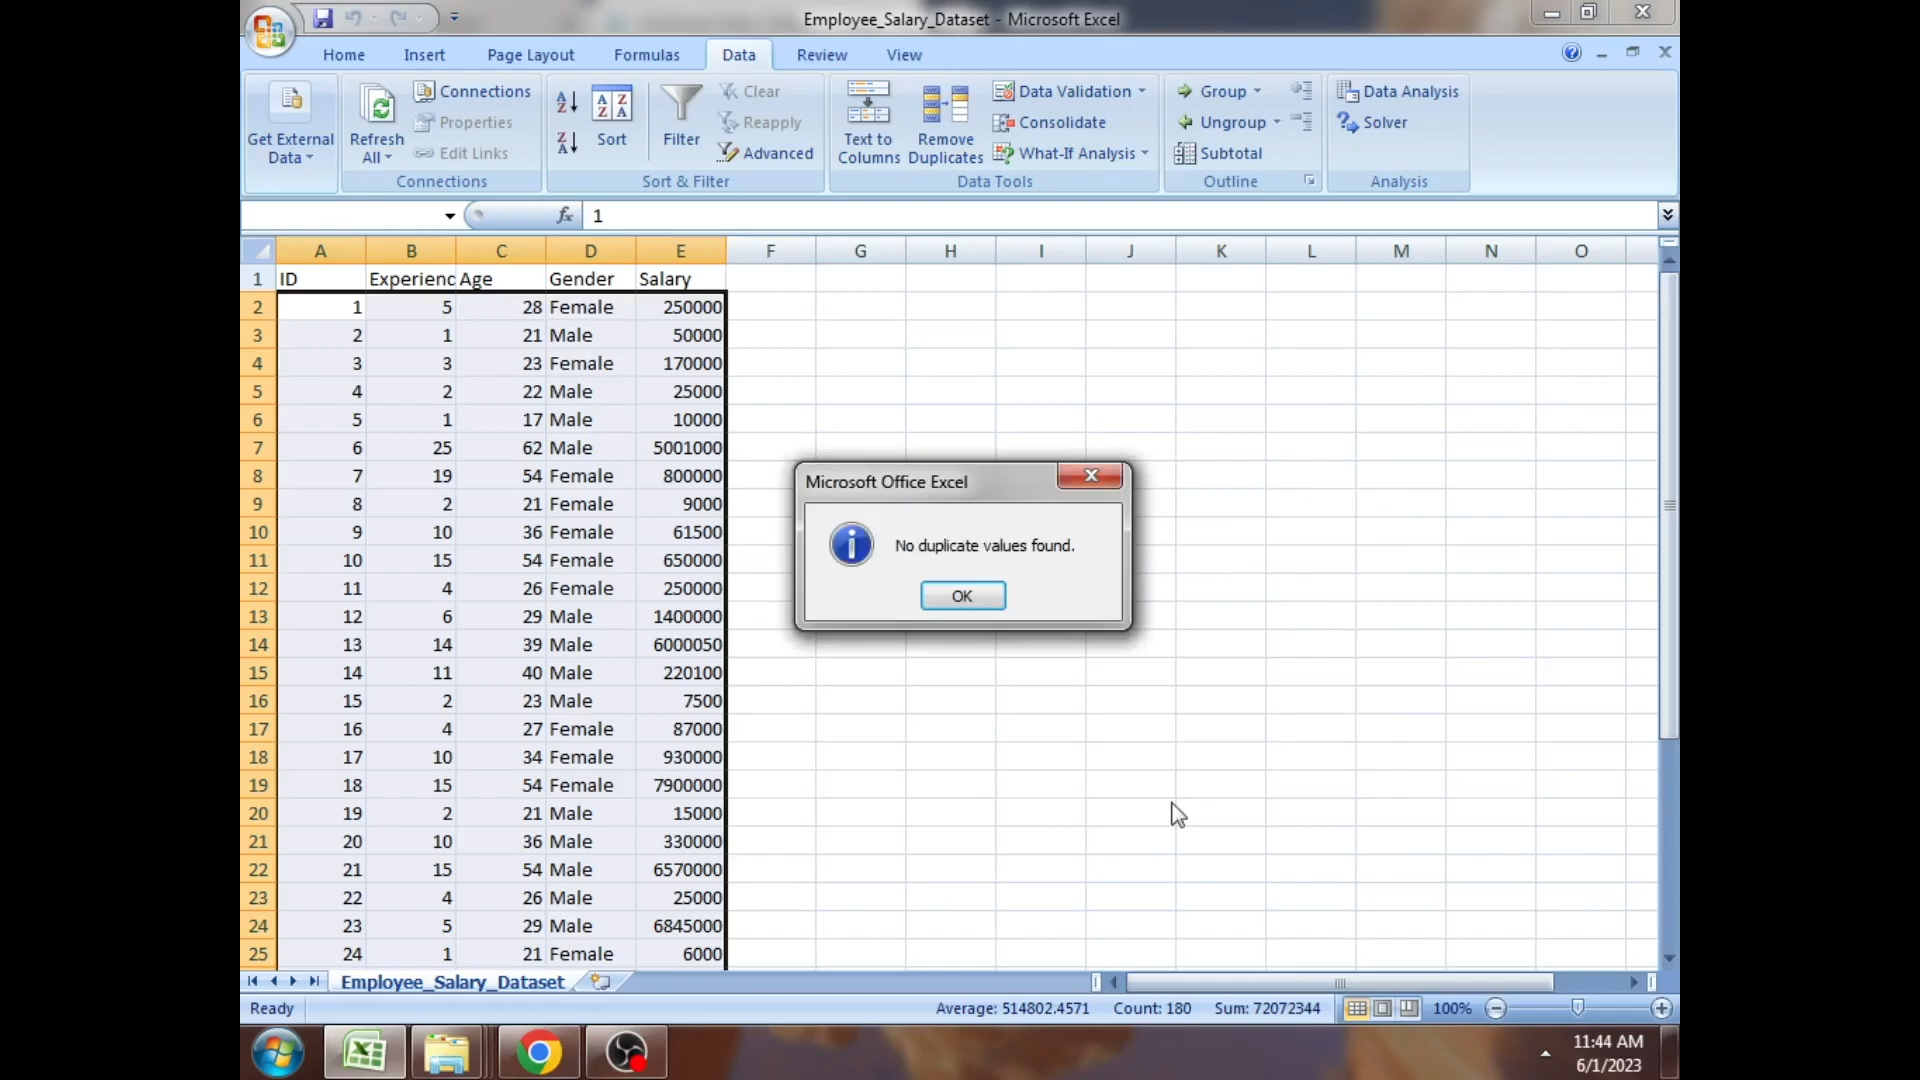 Employee_Salary_Dataset - Microsoft Excel
Home Insert Page Layout Formulas Data Review View
Get External Data
Refresh All
Connections
Properties
Edit Links
Connections
Sort
Filter
Clear
Reapply
Advanced
Sort & Filter
Text to Columns
Remove Duplicates
Data Validation
Consolidate
What-If Analysis
Data Tools
Group
Ungroup
Subtotal
Outline
Data Analysis
Solver
Analysis
fx 1
A B C D E F G H I J K L M N O
1 ID Experienc Age Gender Salary
2 1 5 28 Female 250000
3 2 1 21 Male 50000
4 3 3 23 Female 170000
5 4 2 22 Male 25000
6 5 1 17 Male 10000
7 6 25 62 Male 5001000
8 7 19 54 Female 800000
9 8 2 21 Female 9000
10 9 10 36 Female 61500
11 10 15 54 Female 650000
12 11 4 26 Female 250000
13 12 6 29 Male 1400000
14 13 14 39 Male 6000050
15 14 11 40 Male 220100
16 15 2 23 Male 7500
17 16 4 27 Female 87000
18 17 10 34 Female 930000
19 18 15 54 Female 7900000
20 19 2 21 Male 15000
21 20 10 36 Male 330000
22 21 15 54 Male 6570000
23 22 4 26 Male 25000
24 23 5 29 Male 6845000
25 24 1 21 Female 6000
Microsoft Office Excel
No duplicate values found.
OK
Employee_Salary_Dataset
Ready Average: 514802.4571 Count: 180 Sum: 72072344 100%
11:44 AM
6/1/2023